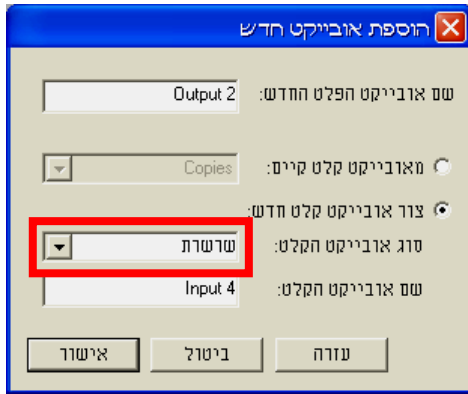 הוספת אובייקט חדש
שם אובייקט הפלט החדש: Output 2
מאובייקט קלט קיים: Copies
צור אובייקט קלט חדש:
סוג אובייקט הקלט: שרשרת
שם אובייקט הקלט: Input 4
עזרה ביטול אישור